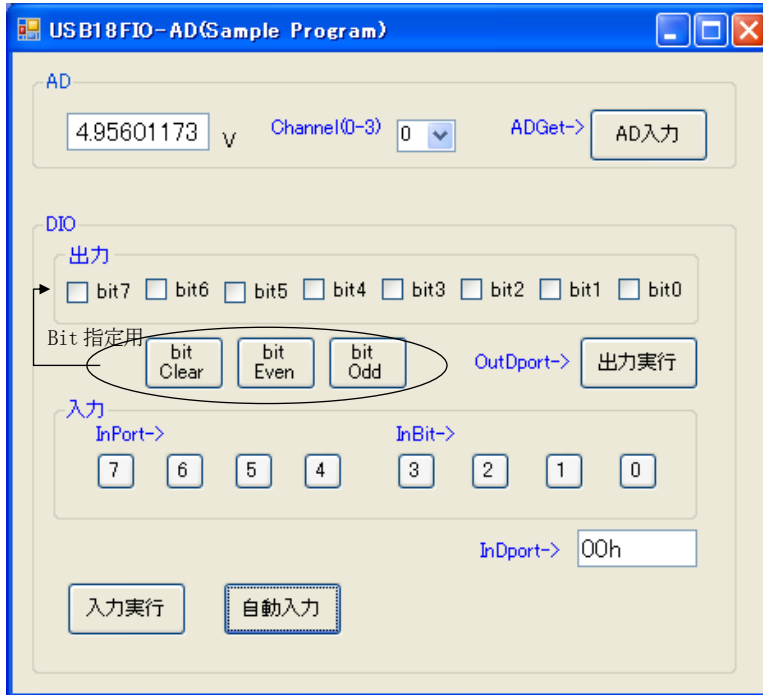 USB18FIO-AD(Sample Program)
AD
4.95601173 V Channel(0-3) 0 ADGet-> AD入力
DIO
出力
bit7 bit6 bit5 bit4 bit3 bit2 bit1 bit0
Bit 指定用
bit Clear
bit Even
bit Odd
OutDport-> 出力実行
入力
InPort-> InBit->
7 6 5 4 3 2 1 0
InDport-> 00h
入力実行 自動入力